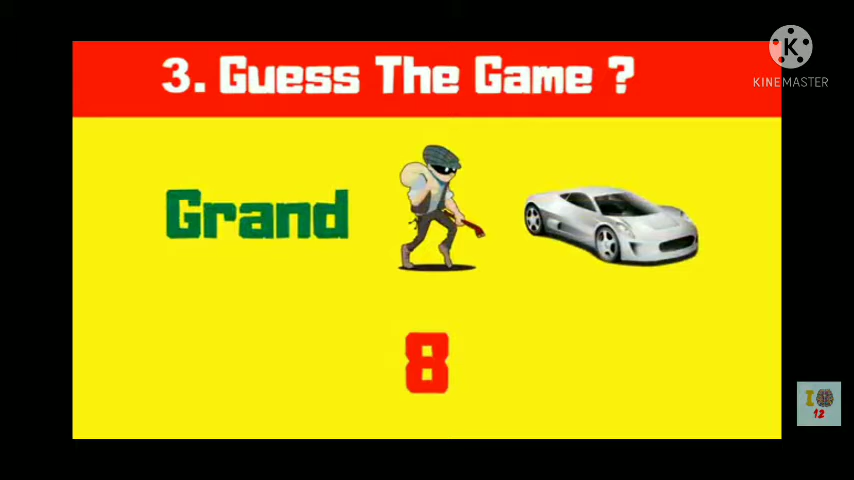 3. Guess The Game ?
K
KINEMASTER
Grand
8
I
12